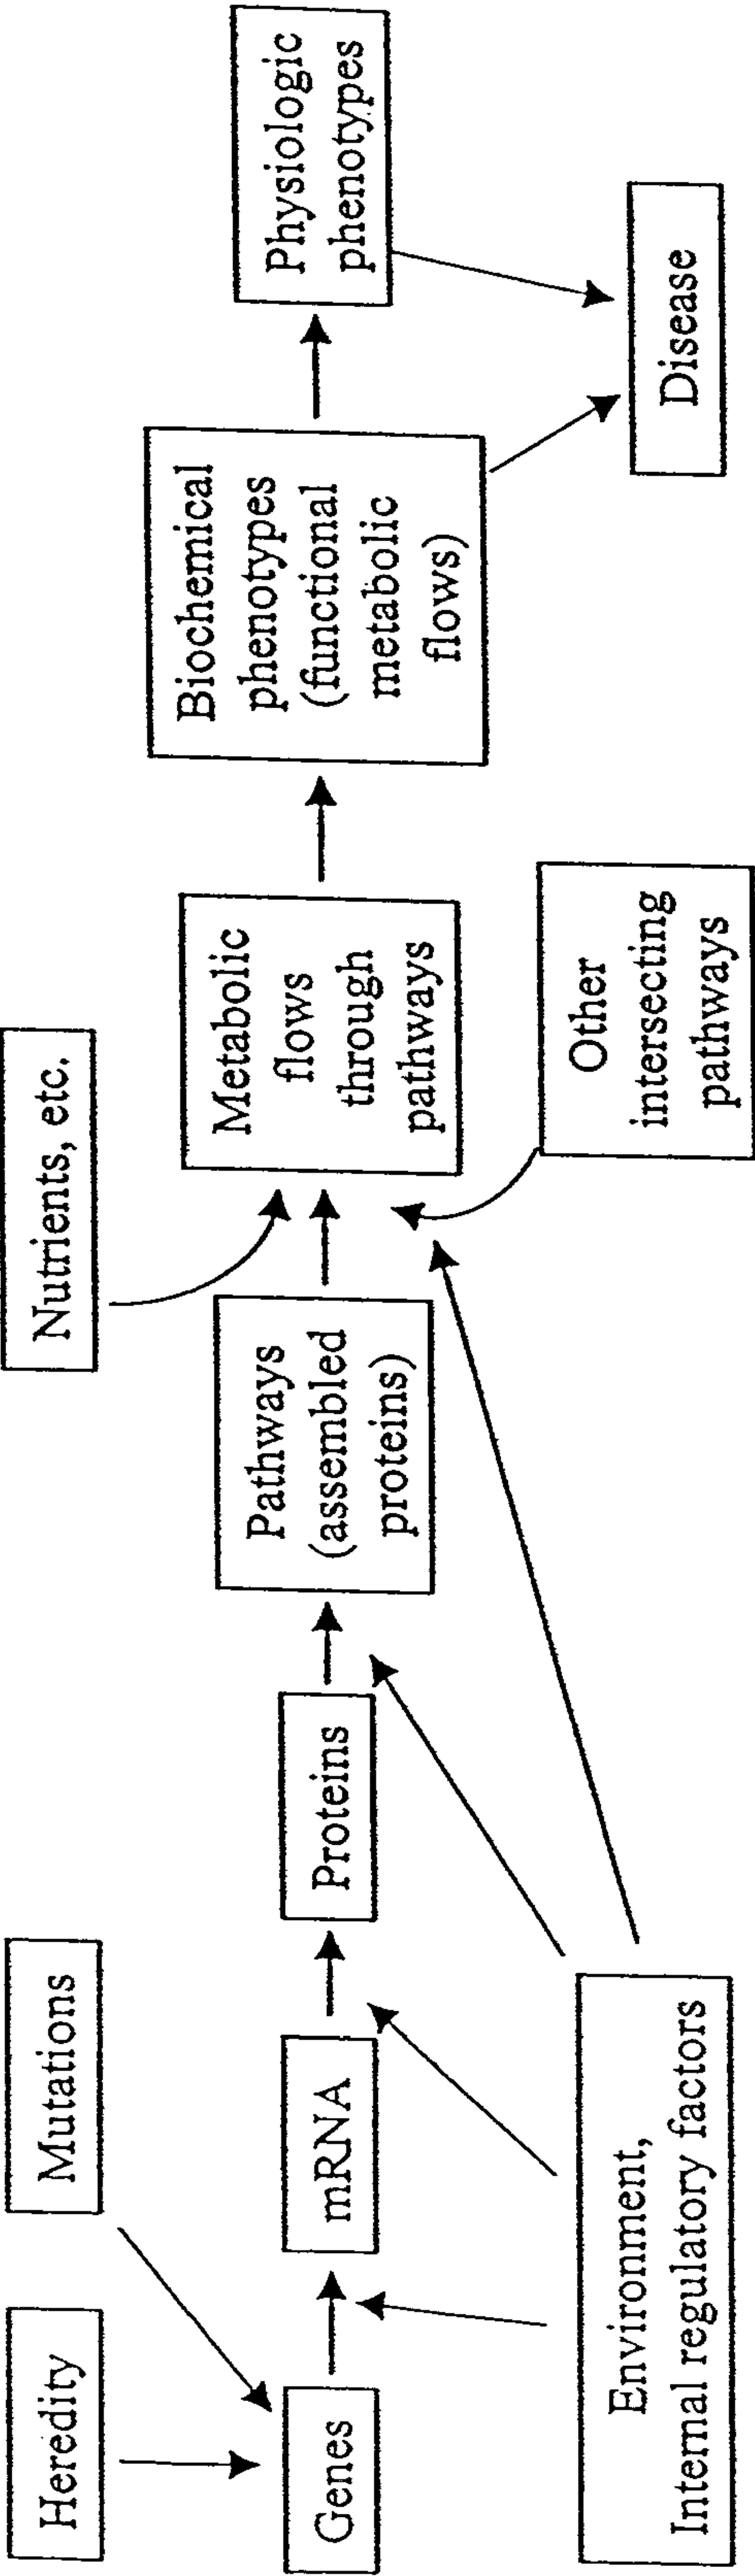 Heredity
Mutations
Nutrients, etc.
Genes
mRNA
Proteins
Pathways
(assembled
proteins)
Metabolic
flows
through
pathways
Biochemical
phenotypes
(functional
metabolic
flows)
Physiologic
phenotypes
Environment,
Internal regulatory factors
Other
intersecting
pathways
Disease